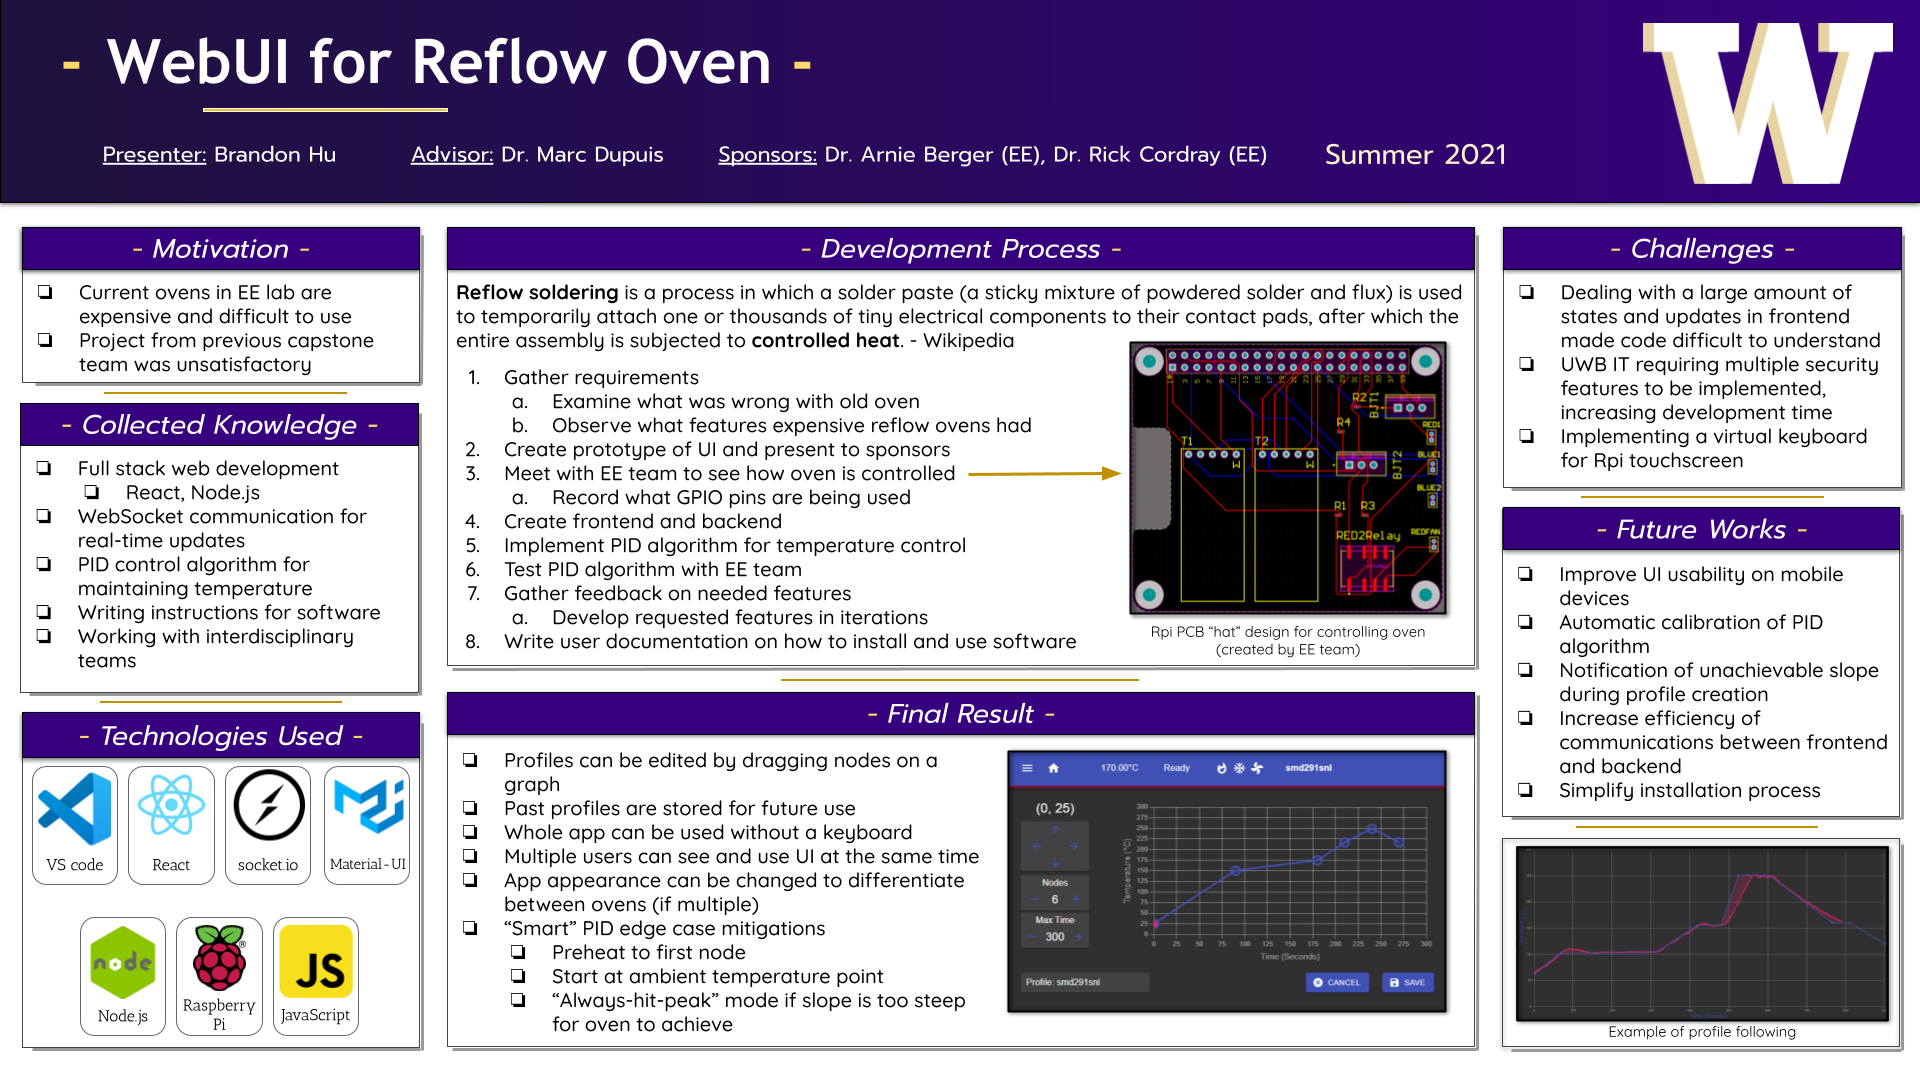 - WebUI for Reflow Oven -
Presenter: Brandon Hu
Advisor: Dr. Marc Dupuis
Sponsors: Dr. Arnie Berger (EE), Dr. Rick Cordray (EE)
Summer 2021
W
- Motivation -
❏ Current ovens in EE lab are
expensive and difficult to use
❏ Project from previous capstone
team was unsatisfactory
- Collected Knowledge -
❏ Full stack web development
❏ React, Node.js
❏ WebSocket communication for
real-time updates
❏ PID control algorithm for
maintaining temperature
❏ Writing instructions for software
❏ Working with interdisciplinary
teams
- Technologies Used -
VS code
React
socket.io
Material-UI
node
Node.js
®
Raspberry
Pi
JS
JavaScript
- Development Process -
Reflow soldering is a process in which a solder paste (a sticky mixture of powdered solder and flux) is used
to temporarily attach one or thousands of tiny electrical components to their contact pads, after which the
entire assembly is subjected to controlled heat. - Wikipedia
1. Gather requirements
a. Examine what was wrong with old oven
b. Observe what features expensive reflow ovens had
2. Create prototype of UI and present to sponsors
3. Meet with EE team to see how oven is controlled
a. Record what GPIO pins are being used
4. Create frontend and backend
5. Implement PID algorithm for temperature control
6. Test PID algorithm with EE team
7. Gather feedback on needed features
a. Develop requested features in iterations
8. Write user documentation on how to install and use software
R2
BJT1
R4
RED1
T1
T2
BJT2
BLUE1
BLUE2
R1
R3
RED2Relay
REDFAN
Rpi PCB “hat” design for controlling oven
(created by EE team)
- Final Result -
❏ Profiles can be edited by dragging nodes on a
graph
❏ Past profiles are stored for future use
❏ Whole app can be used without a keyboard
❏ Multiple users can see and use UI at the same time
❏ App appearance can be changed to differentiate
between ovens (if multiple)
❏ “Smart” PID edge case mitigations
❏ Preheat to first node
❏ Start at ambient temperature point
❏ “Always-hit-peak” mode if slope is too steep
for oven to achieve
170.00°C
Ready
smd291snl
(0, 25)
Nodes
- 6 +
Max Time
- 300 +
Temperature (°C)
300
275
250
225
200
175
150
125
100
75
50
25
0
0 25 50 75 100 125 150 175 200 225 250 275 300
Time (Seconds)
Profile: smd291snl
CANCEL
SAVE
- Challenges -
❏ Dealing with a large amount of
states and updates in frontend
made code difficult to understand
❏ UWB IT requiring multiple security
features to be implemented,
increasing development time
❏ Implementing a virtual keyboard
for Rpi touchscreen
- Future Works -
❏ Improve UI usability on mobile
devices
❏ Automatic calibration of PID
algorithm
❏ Notification of unachievable slope
during profile creation
❏ Increase efficiency of
communications between frontend
and backend
❏ Simplify installation process
Example of profile following